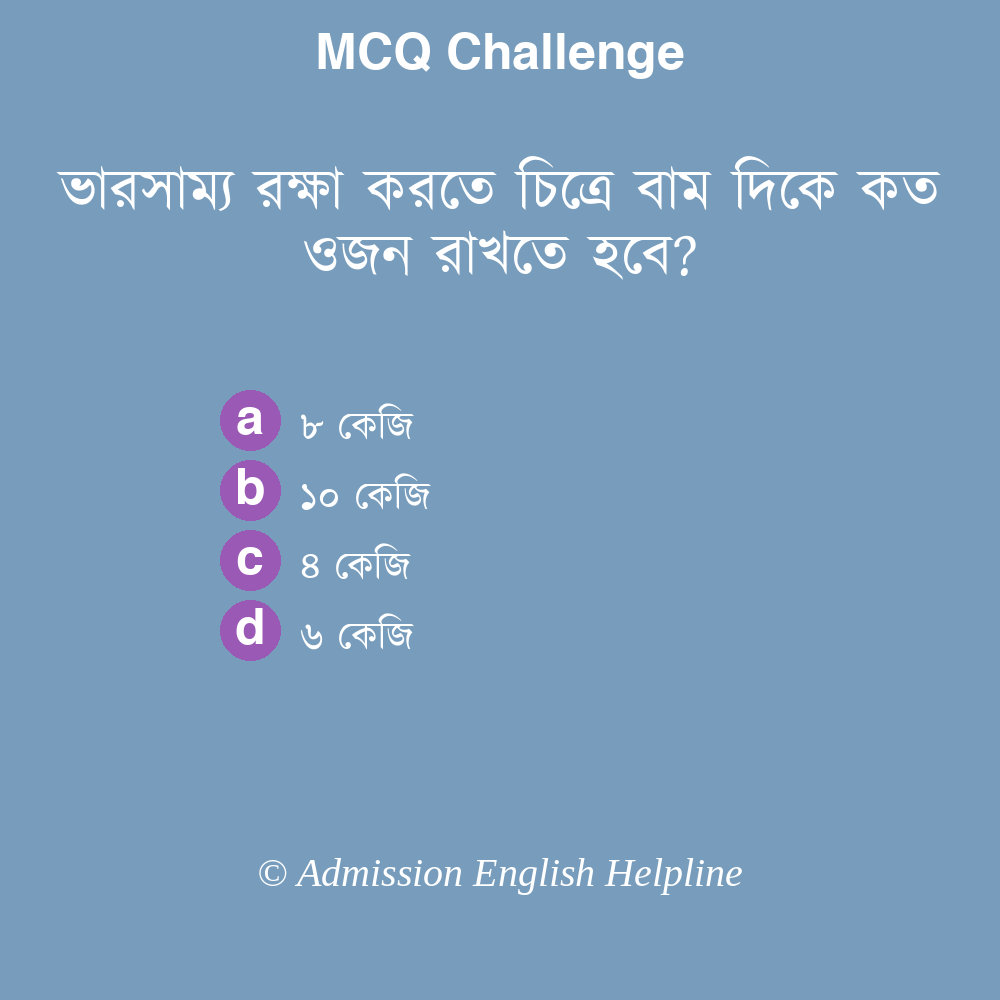 MCQ Challenge
ভারসাম্য রক্ষা করতে চিত্রে বাম দিকে কত
ওজন রাখতে হবে?
a ৮ কেজি
b ১০ কেজি
c ৪ কেজি
d ৬ কেজি
© Admission English Helpline